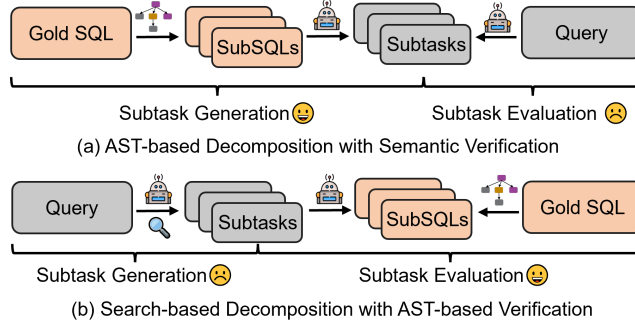 Gold SQL
SubSQLs
Subtasks
Query
Subtask Generation
Subtask Evaluation
(a) AST-based Decomposition with Semantic Verification
Query
Subtasks
SubSQLs
Gold SQL
Subtask Generation
Subtask Evaluation
(b) Search-based Decomposition with AST-based Verification